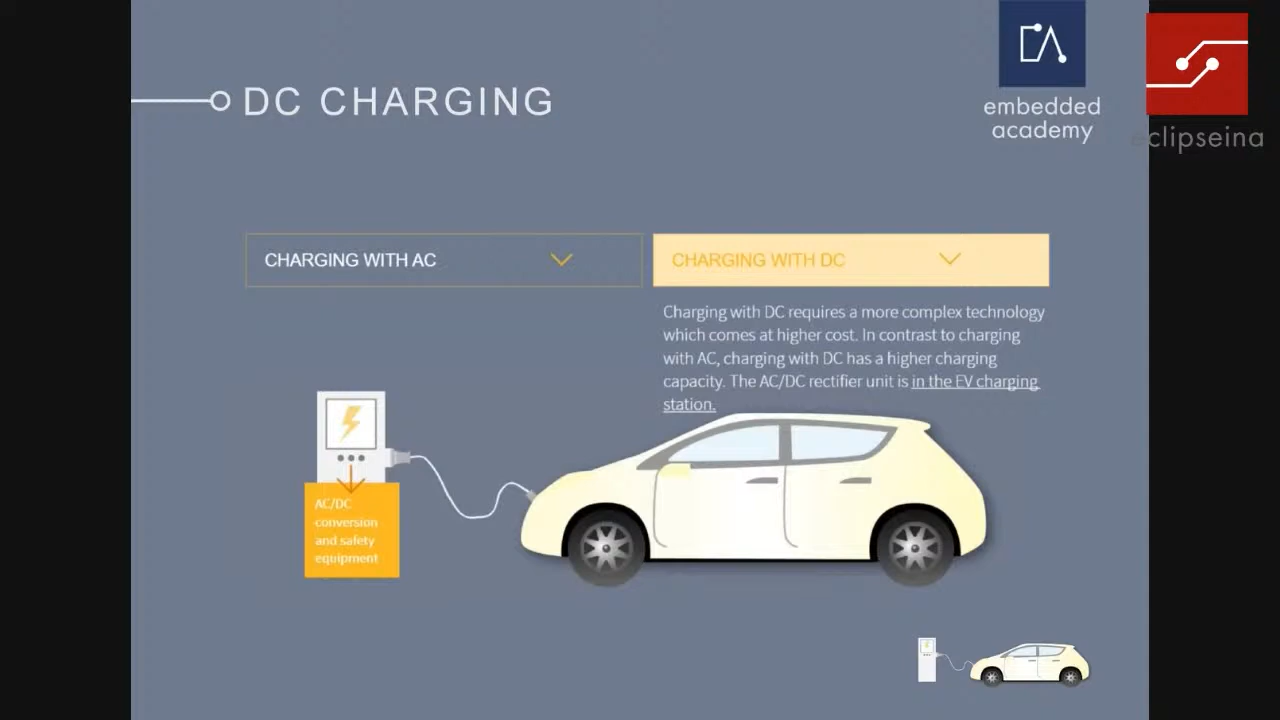 DC CHARGING
embedded
academy
eclipseina
CHARGING WITH AC
CHARGING WITH DC
Charging with DC requires a more complex technology
which comes at higher cost. In contrast to charging
with AC, charging with DC has a higher charging
capacity. The AC/DC rectifier unit is in the EV charging
station.
AC/DC
conversion
and safety
equipment